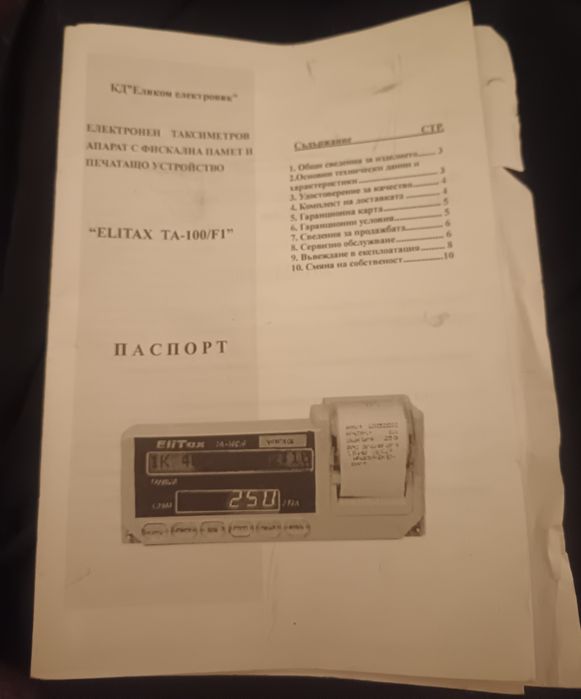 КД"Еликом електроник"
ЕЛЕКТРОНЕН ТАКСИМЕТРОВ
АПАРАТ С ФИСКАЛНА ПАМЕТ И
ПЕЧАТАЩО УСТРОЙСТВО
"ELITAX TA-100/F1"
ПАСПОРТ
Съдържание СТР.
1. Общи сведения за изделието 3
2.Основни технически данни и
характеристики 3
3. Удостоверение за качество 4
4. Комплект на доставката 4
5. Гаранционна карта 5
6. Гаранционни условия 5
7. Сведения за продажбата 6
8. Сервизно обслужване 6
9. Въвеждане в експлоатация 8
10. Смяна на собственост 10
EliTax
250